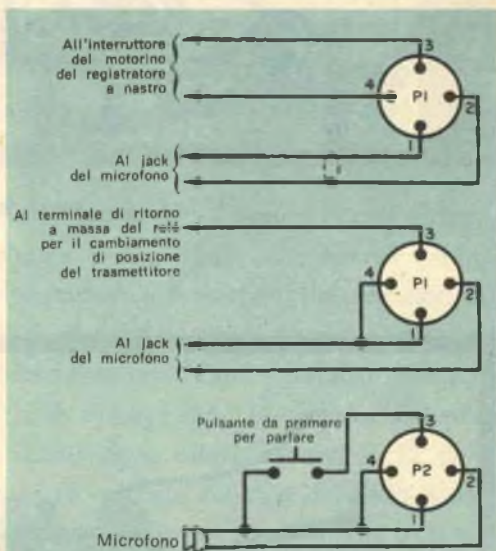 All'interruttore
del motorino
del registratore
a nastro
3
4
P1
2
1
Al jack
del microfono
Al terminale di ritorno
a massa del relè
per il cambiamento
di posizione
del trasmettitore
3
4
P1
2
1
Al jack
del microfono
Pulsante da premere
per parlare
3
4
P2
2
1
Microfono